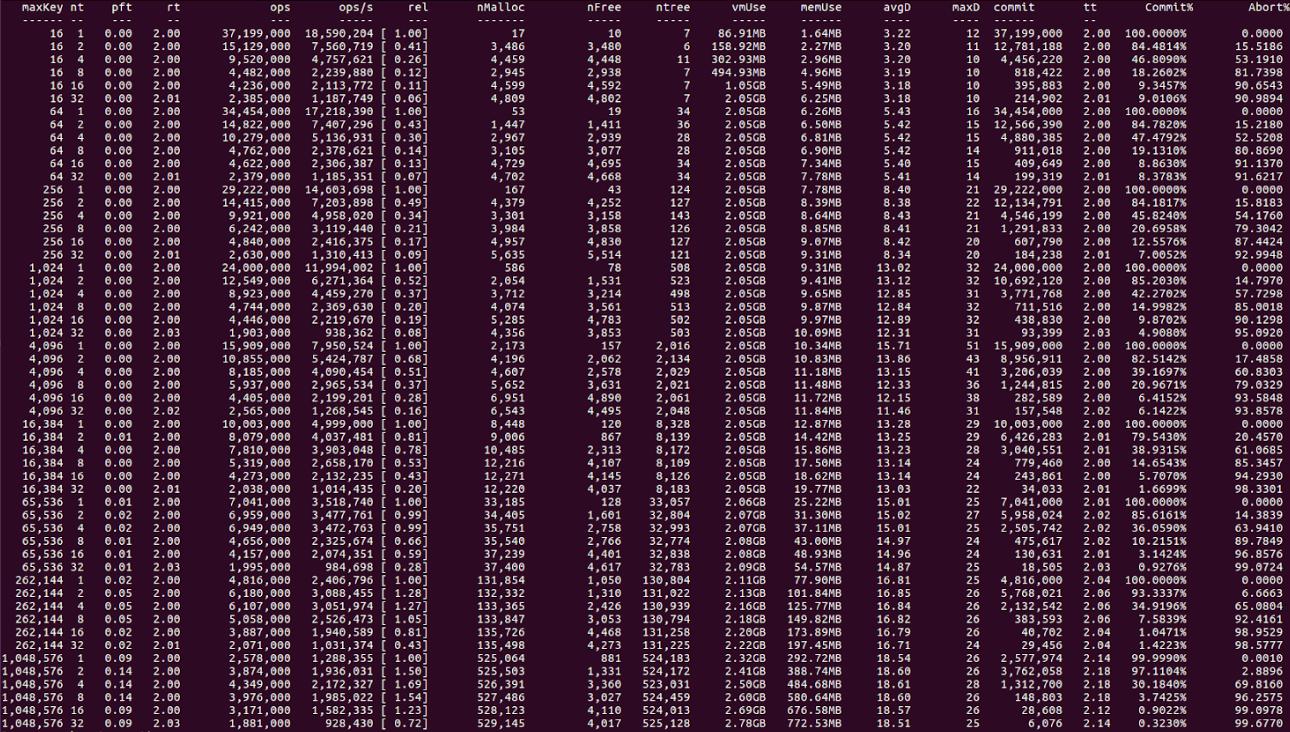 maxKey nt pft rt ops ops/s rel nMalloc nFree ntree vmUse memUse avgD maxD commit tt Commit% Abort%
------ -- ---- ---- --------- --------- ---- ------- ------- ------- ------- ------- ---- ---- ------ -- ------- ------
16 1 0.00 2.00 37,199,000 18,590,204 [ 1.00] 17 10 7 86.91MB 1.64MB 3.22 12 37,199,000 2.00 100.0000% 0.0000
16 2 0.00 2.00 15,129,000 7,560,719 [ 0.41] 3,486 3,480 6 158.92MB 2.27MB 3.20 11 12,781,188 2.00 84.4814% 15.5186
16 4 0.00 2.00 9,520,000 4,757,621 [ 0.26] 4,459 4,448 11 302.93MB 2.96MB 3.20 10 4,456,220 2.00 46.8090% 53.1910
16 8 0.00 2.00 4,482,000 2,239,880 [ 0.12] 2,945 2,938 7 494.93MB 4.96MB 3.19 10 818,422 2.00 18.2602% 81.7398
16 16 0.00 2.00 4,236,000 2,113,772 [ 0.11] 4,599 4,592 7 1.05GB 5.49MB 3.18 10 395,883 2.00 9.3457% 90.6543
16 32 0.00 2.01 2,385,000 1,187,749 [ 0.06] 4,809 4,802 7 2.05GB 6.25MB 3.18 10 214,902 2.01 9.0106% 90.9894
64 1 0.00 2.00 34,454,000 17,218,390 [ 1.00] 53 19 34 2.05GB 6.26MB 5.43 16 34,454,000 2.00 100.0000% 0.0000
64 2 0.00 2.00 14,822,000 7,407,296 [ 0.43] 1,447 1,411 36 2.05GB 6.50MB 5.42 15 12,566,390 2.00 84.7820% 15.2180
64 4 0.00 2.00 10,279,000 5,136,931 [ 0.30] 2,967 2,939 28 2.05GB 6.81MB 5.42 15 4,880,385 2.00 47.4792% 52.5208
64 8 0.00 2.00 4,762,000 2,378,621 [ 0.14] 3,105 3,077 28 2.05GB 6.90MB 5.42 14 911,018 2.00 19.1310% 80.8690
64 16 0.00 2.00 4,622,000 2,306,387 [ 0.13] 4,729 4,695 34 2.05GB 7.34MB 5.40 15 409,649 2.00 8.8630% 91.1370
64 32 0.00 2.01 2,379,000 1,185,351 [ 0.07] 4,702 4,668 34 2.05GB 7.78MB 5.41 14 199,319 2.01 8.3783% 91.6217
256 1 0.00 2.00 29,222,000 14,603,698 [ 1.00] 167 43 124 2.05GB 7.78MB 8.40 21 29,222,000 2.00 100.0000% 0.0000
256 2 0.00 2.00 14,415,000 7,203,898 [ 0.49] 4,379 4,252 127 2.05GB 8.39MB 8.38 22 12,134,791 2.00 84.1817% 15.8183
256 4 0.00 2.00 9,921,000 4,958,020 [ 0.34] 3,301 3,158 143 2.05GB 8.64MB 8.43 21 4,546,199 2.00 45.8240% 54.1760
256 8 0.00 2.00 6,242,000 3,119,440 [ 0.21] 3,984 3,858 126 2.05GB 8.85MB 8.41 21 1,291,833 2.00 20.6958% 79.3042
256 16 0.00 2.00 4,840,000 2,416,375 [ 0.17] 4,957 4,830 127 2.05GB 9.07MB 8.42 20 607,790 2.00 12.5576% 87.4424
256 32 0.00 2.01 2,630,000 1,310,413 [ 0.09] 5,635 5,514 121 2.05GB 9.31MB 8.34 20 184,238 2.01 7.0052% 92.9948
1,024 1 0.00 2.00 24,000,000 11,994,002 [ 1.00] 586 78 508 2.05GB 9.31MB 13.02 32 24,000,000 2.00 100.0000% 0.0000
1,024 2 0.00 2.00 12,549,000 6,271,364 [ 0.52] 2,054 1,531 523 2.05GB 9.41MB 13.12 32 10,692,120 2.00 85.2030% 14.7970
1,024 4 0.00 2.00 8,923,000 4,459,270 [ 0.37] 3,712 3,214 498 2.05GB 9.65MB 12.85 31 3,771,768 2.00 42.2702% 57.7298
1,024 8 0.00 2.00 4,744,000 2,369,630 [ 0.20] 4,074 3,561 513 2.05GB 9.87MB 12.84 32 711,516 2.00 14.9982% 85.0018
1,024 16 0.00 2.00 4,446,000 2,219,670 [ 0.19] 5,285 4,783 502 2.05GB 9.97MB 12.89 32 438,830 2.00 9.8702% 90.1298
1,024 32 0.00 2.03 1,903,000 938,362 [ 0.08] 4,356 3,853 503 2.05GB 10.09MB 12.31 31 93,399 2.03 4.9080% 95.0920
4,096 1 0.00 2.00 15,909,000 7,950,524 [ 1.00] 2,173 157 2,016 2.05GB 10.34MB 15.71 51 15,909,000 2.00 100.0000% 0.0000
4,096 2 0.00 2.00 10,855,000 5,424,787 [ 0.68] 4,196 2,062 2,134 2.05GB 10.83MB 13.86 43 8,956,911 2.00 82.5142% 17.4858
4,096 4 0.00 2.00 8,185,000 4,090,454 [ 0.51] 4,607 2,578 2,029 2.05GB 11.18MB 13.15 41 3,206,039 2.00 39.1697% 60.8303
4,096 8 0.00 2.00 5,937,000 2,965,534 [ 0.37] 5,652 3,631 2,021 2.05GB 11.48MB 12.33 36 1,244,815 2.00 20.9671% 79.0329
4,096 16 0.00 2.00 4,405,000 2,199,201 [ 0.28] 6,951 4,890 2,061 2.05GB 11.72MB 12.15 38 282,589 2.00 6.4152% 93.5848
4,096 32 0.00 2.02 2,565,000 1,268,545 [ 0.16] 6,543 4,495 2,048 2.05GB 11.84MB 11.46 31 157,548 2.02 6.1422% 93.8578
16,384 1 0.00 2.00 10,003,000 4,999,000 [ 1.00] 8,448 120 8,328 2.05GB 12.87MB 13.28 29 10,003,000 2.00 100.0000% 0.0000
16,384 2 0.01 2.00 8,079,000 4,037,481 [ 0.81] 9,006 867 8,139 2.05GB 14.42MB 13.25 29 6,426,283 2.01 79.5430% 20.4570
16,384 4 0.00 2.00 7,810,000 3,903,048 [ 0.78] 10,485 2,313 8,172 2.05GB 15.86MB 13.23 28 3,040,551 2.01 38.9315% 61.0685
16,384 8 0.00 2.00 5,319,000 2,658,170 [ 0.53] 12,216 4,107 8,109 2.05GB 17.50MB 13.14 24 779,460 2.00 14.6543% 85.3457
16,384 16 0.00 2.00 4,273,000 2,132,235 [ 0.43] 12,271 4,145 8,126 2.05GB 18.62MB 13.14 24 243,861 2.00 5.7070% 94.2930
16,384 32 0.00 2.01 2,038,000 1,014,435 [ 0.20] 12,220 4,037 8,183 2.05GB 19.77MB 13.03 22 34,033 2.01 1.6699% 98.3301
65,536 1 0.01 2.00 7,041,000 3,518,740 [ 1.00] 33,185 128 33,057 2.06GB 25.22MB 15.01 25 7,041,000 2.01 100.0000% 0.0000
65,536 2 0.02 2.00 6,959,000 3,477,761 [ 0.99] 34,405 1,601 32,804 2.07GB 31.30MB 15.02 27 5,958,024 2.02 85.6161% 14.3839
65,536 4 0.02 2.00 6,949,000 3,472,763 [ 0.99] 35,751 2,758 32,993 2.07GB 37.11MB 15.01 25 2,505,742 2.02 36.0590% 63.9410
65,536 8 0.01 2.00 4,656,000 2,325,674 [ 0.66] 35,540 2,766 32,774 2.08GB 43.00MB 14.97 24 475,617 2.02 10.2151% 89.7849
65,536 16 0.01 2.00 4,157,000 2,074,351 [ 0.59] 37,239 4,401 32,838 2.08GB 48.93MB 14.96 24 130,631 2.01 3.1424% 96.8576
65,536 32 0.01 2.03 1,995,000 984,698 [ 0.28] 37,400 4,617 32,783 2.09GB 54.57MB 14.87 25 18,505 2.03 0.9276% 99.0724
262,144 1 0.02 2.00 4,816,000 2,406,796 [ 1.00] 131,854 1,050 130,804 2.11GB 77.90MB 16.81 25 4,816,000 2.04 100.0000% 0.0000
262,144 2 0.05 2.00 6,180,000 3,088,455 [ 1.28] 132,332 1,310 131,022 2.13GB 101.84MB 16.85 25 5,768,021 2.06 93.3337% 6.6663
262,144 4 0.05 2.00 6,107,000 3,051,974 [ 1.27] 133,365 2,426 130,939 2.16GB 125.77MB 16.84 26 2,132,542 2.06 34.9196% 65.0804
262,144 8 0.05 2.00 5,058,000 2,526,473 [ 1.05] 133,847 3,053 130,794 2.18GB 149.82MB 16.82 26 383,593 2.06 7.5839% 92.4161
262,144 16 0.02 2.00 3,887,000 1,940,589 [ 0.81] 135,726 4,468 131,258 2.20GB 173.89MB 16.79 26 40,702 2.04 1.0471% 98.9529
262,144 32 0.02 2.01 2,071,000 1,031,374 [ 0.43] 135,498 4,273 131,225 2.22GB 197.45MB 16.71 24 29,456 2.04 1.4223% 98.5777
1,048,576 1 0.09 2.00 2,578,000 1,288,355 [ 1.00] 525,064 881 524,183 2.32GB 292.72MB 18.54 26 2,577,974 2.14 99.9990% 0.0010
1,048,576 2 0.14 2.00 3,874,000 1,936,031 [ 1.50] 525,503 1,331 524,172 2.41GB 388.74MB 18.60 26 3,762,058 2.18 97.1104% 2.8896
1,048,576 4 0.14 2.00 4,349,000 2,172,327 [ 1.69] 526,391 3,360 523,031 2.50GB 484.68MB 18.61 28 1,312,700 2.18 30.1840% 69.8160
1,048,576 8 0.14 2.00 3,976,000 1,985,022 [ 1.54] 527,486 3,027 524,459 2.60GB 580.64MB 18.60 26 148,803 2.18 3.7425% 96.2575
1,048,576 16 0.09 2.00 3,171,000 1,582,335 [ 1.23] 528,123 4,110 524,013 2.69GB 676.58MB 18.57 26 28,608 2.12 0.9022% 99.0978
1,048,576 32 0.09 2.03 1,881,000 928,430 [ 0.72] 529,145 4,017 525,128 2.78GB 772.53MB 18.51 25 6,076 2.14 0.3230% 99.6770